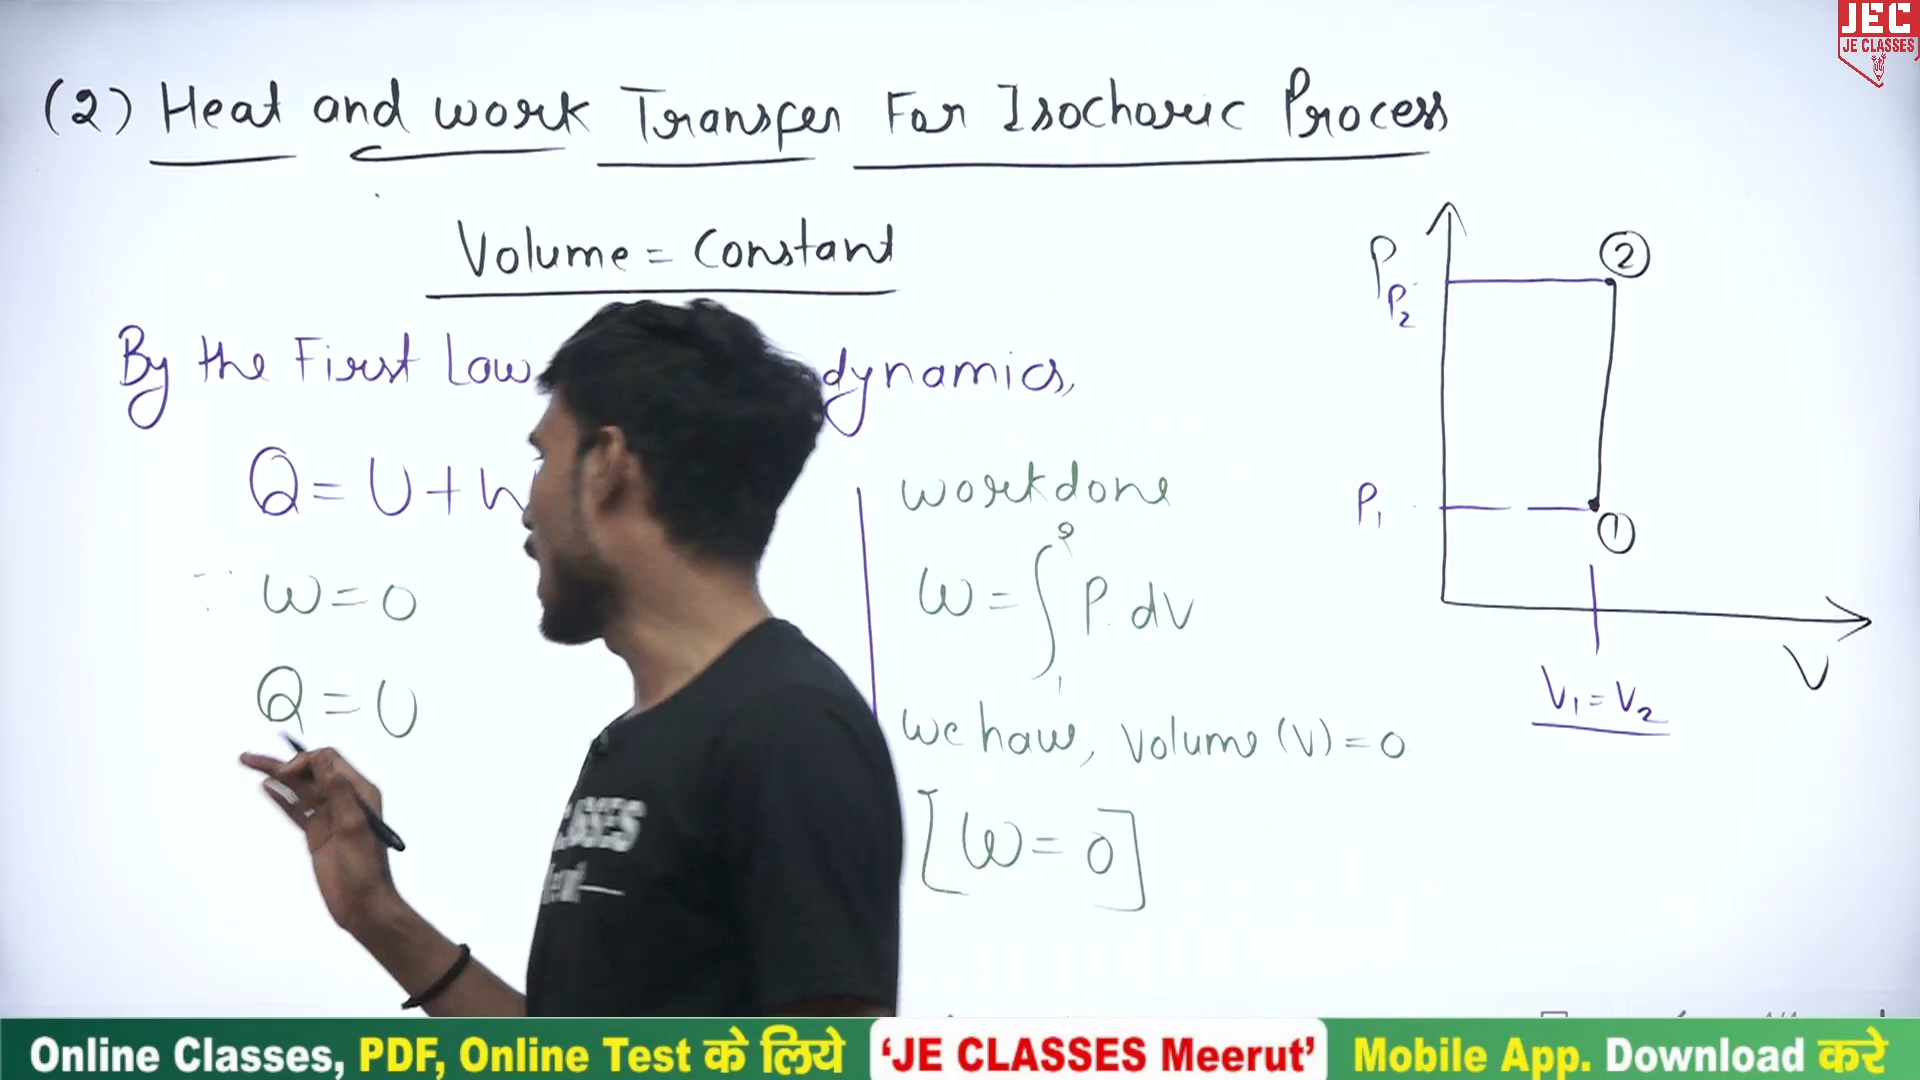 JEC
JE CLASSES
(2) Heat and work Transfer For Isochoric Process
Volume = Constant
By the First Law dynamics,
Q = U + W
∵ W = 0
Q = U
workdone
W = ∫₁² P. dV
We have, Volume (V) = 0
[W = 0]
P
P₂
②
P₁
①
V
V₁ = V₂
Online Classes, PDF, Online Test के लिये 'JE CLASSES Meerut' Mobile App. Download करे